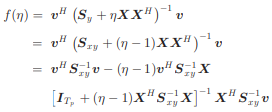 f(η) = v^H (S_y + ηXX^H)^{-1} v
= v^H (S_{xy} + (η − 1)XX^H)^{-1} v
= v^H S_{xy}^{-1} v − (η − 1)v^H S_{xy}^{-1} X
[I_{T_p} + (η − 1)X^H S_{xy}^{-1} X]^{-1} X^H S_{xy}^{-1} v